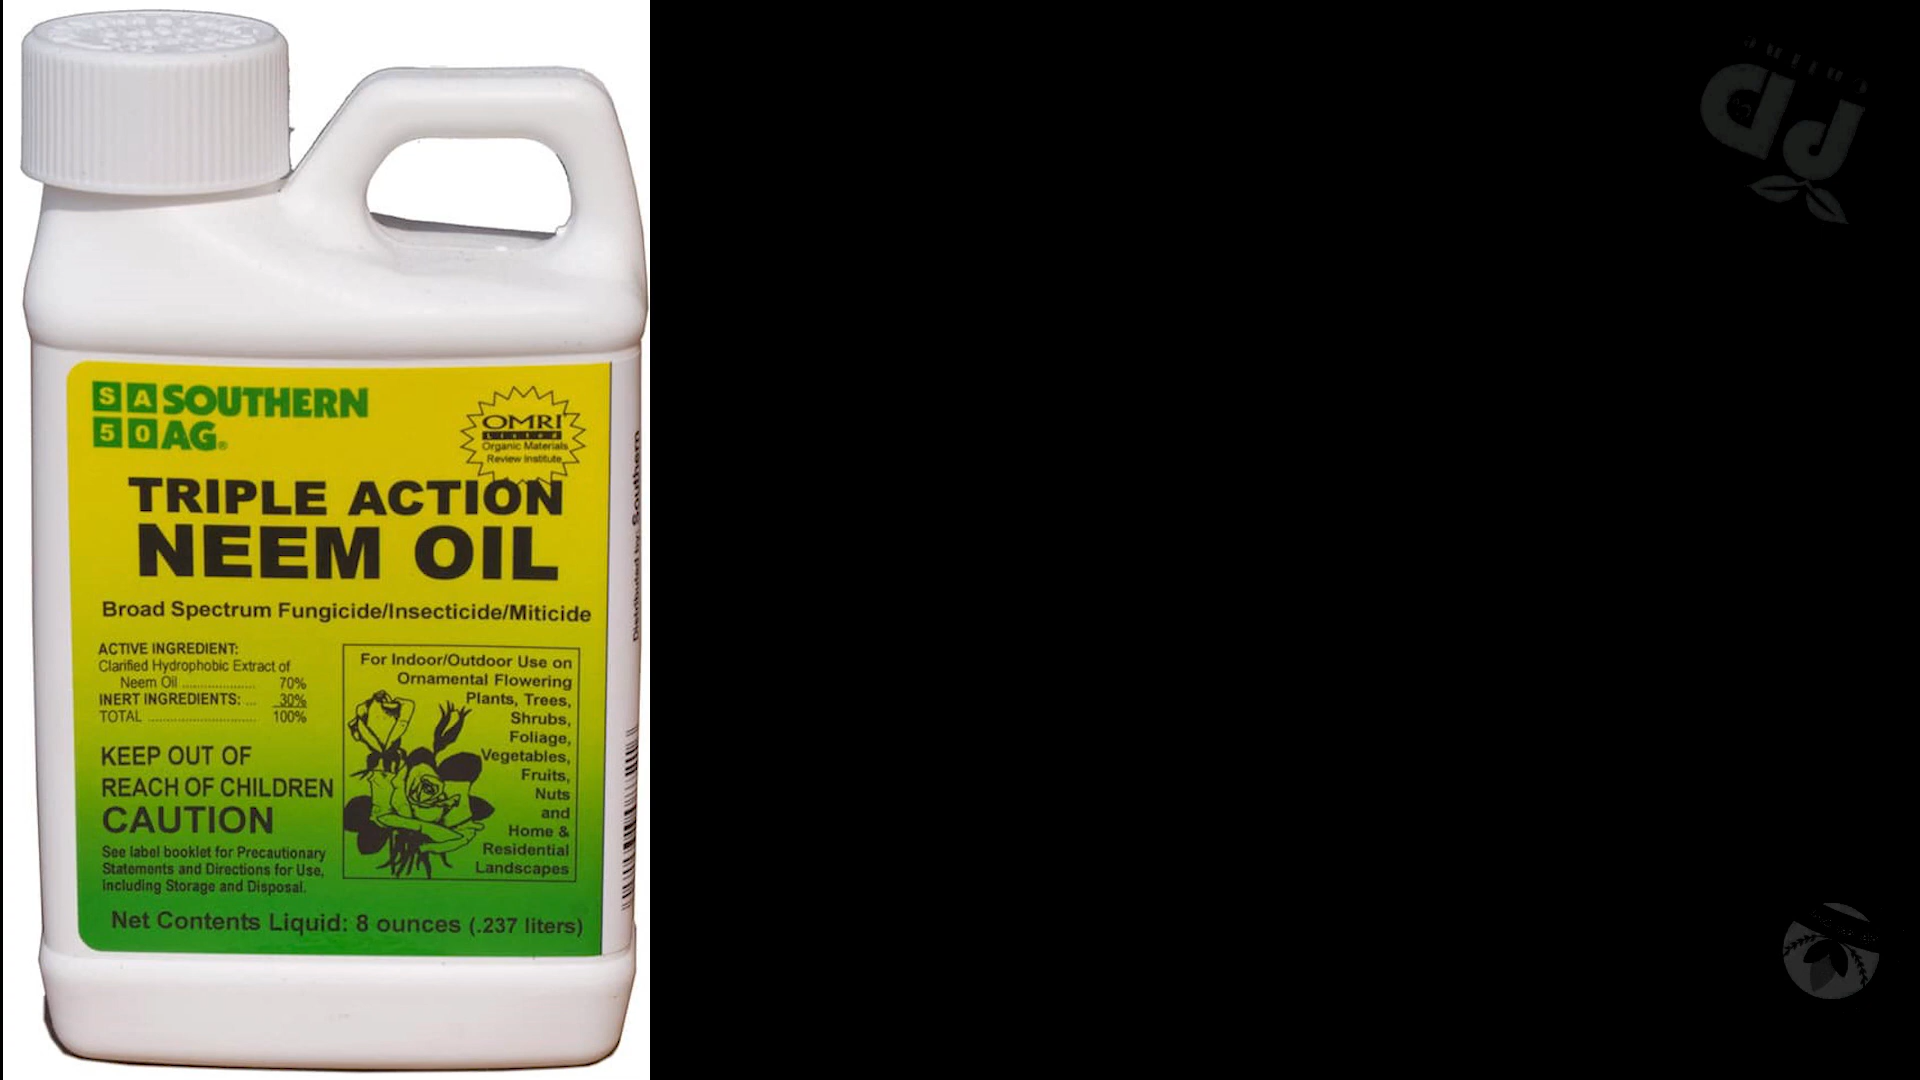 SA SOUTHERN
50 AG®
OMRI
Listed
Organic Materials
Review Institute
TRIPLE ACTION
NEEM OIL
Broad Spectrum Fungicide/Insecticide/Miticide
ACTIVE INGREDIENT:
Clarified Hydrophobic Extract of
Neem Oil .................... 70%
INERT INGREDIENTS: ... 30%
TOTAL ............................. 100%
KEEP OUT OF
REACH OF CHILDREN
CAUTION
See label booklet for Precautionary
Statements and Directions for Use,
Including Storage and Disposal.
For Indoor/Outdoor Use on
Ornamental Flowering
Plants, Trees,
Shrubs,
Foliage,
Vegetables,
Fruits,
Nuts
and
Home &
Residential
Landscapes
Net Contents Liquid: 8 ounces (.237 liters)
Distributed by: Southern